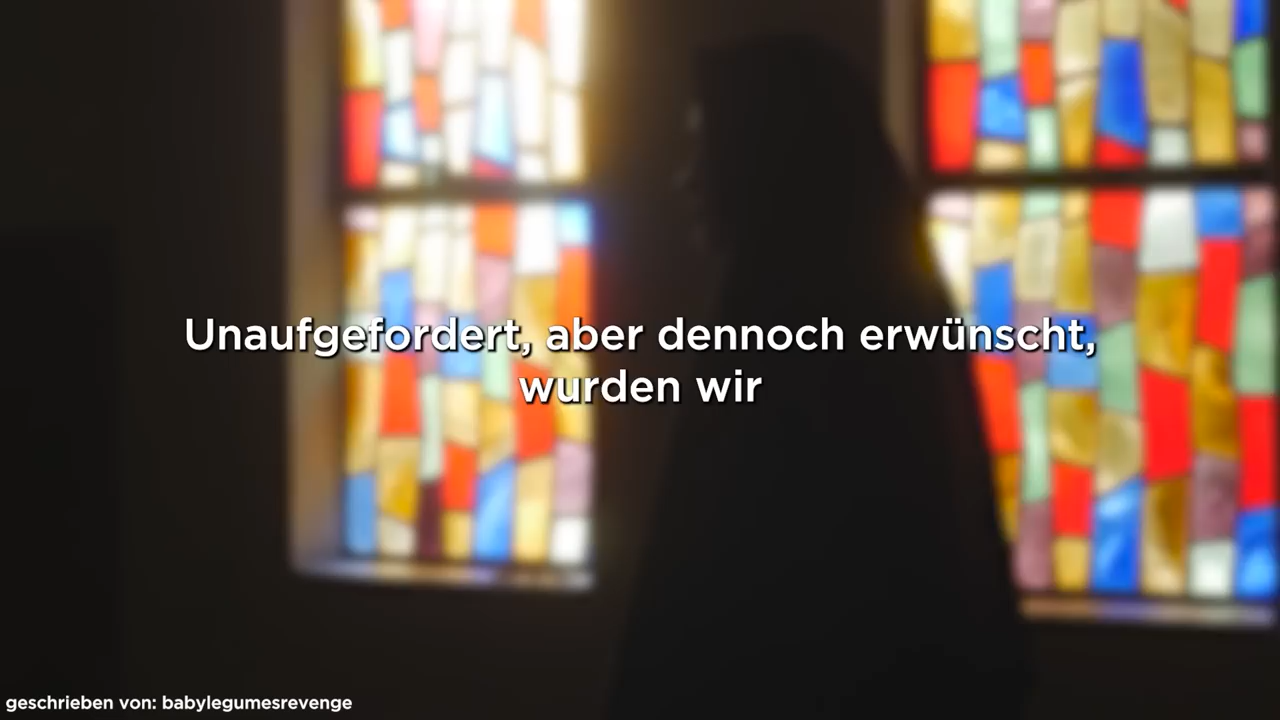 Unaufgefordert, aber dennoch erwünscht,
wurden wir
geschrieben von: babylegumesrevenge